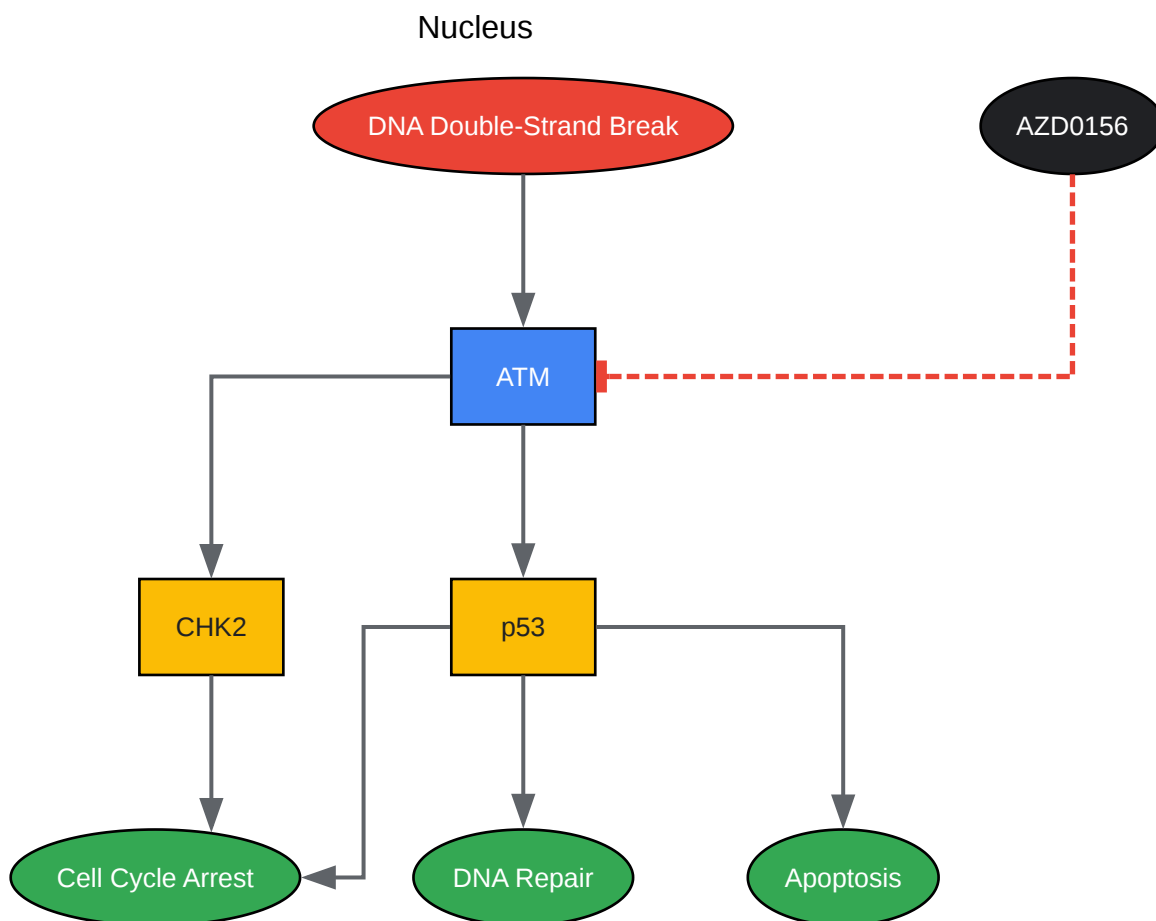 Nucleus
DNA Double-Strand Break
AZD0156
ATM
CHK2
p53
Cell Cycle Arrest
DNA Repair
Apoptosis